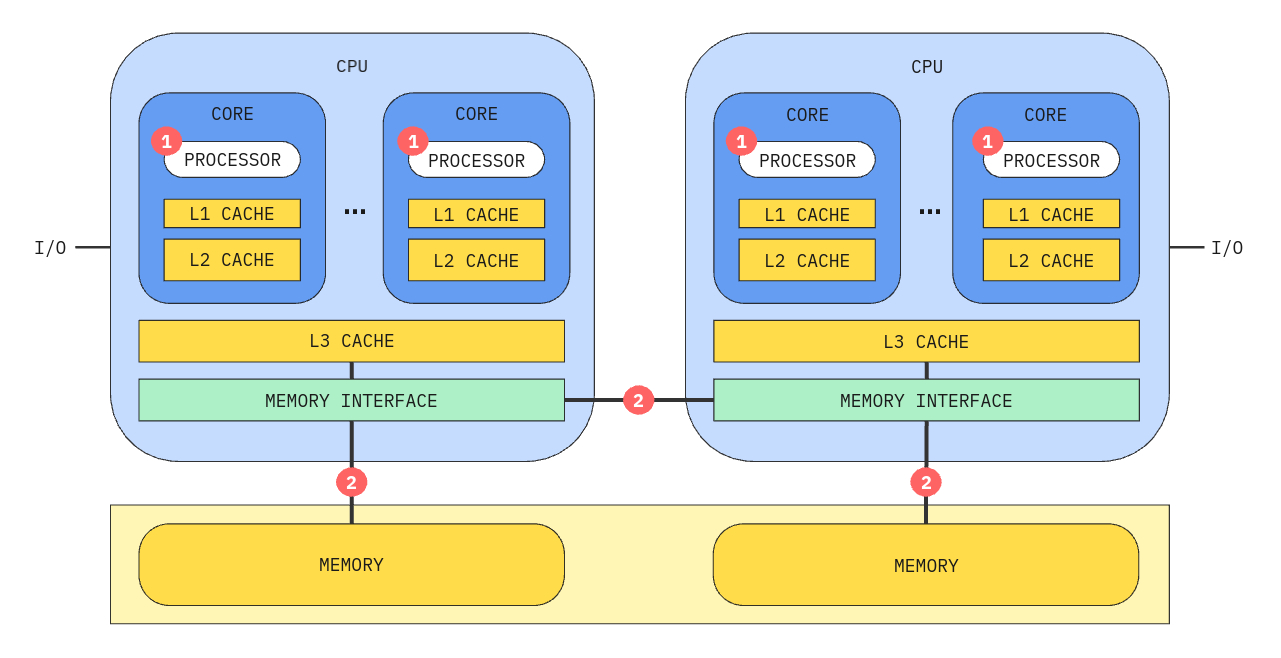 CPU
CPU
CORE
CORE
CORE
CORE
1
1
1
1
PROCESSOR
PROCESSOR
PROCESSOR
PROCESSOR
L1 CACHE
...
L1 CACHE
L1 CACHE
...
L1 CACHE
I/O
I/O
L2 CACHE
L2 CACHE
L2 CACHE
L2 CACHE
L3 CACHE
L3 CACHE
MEMORY INTERFACE
2
MEMORY INTERFACE
2
2
MEMORY
MEMORY